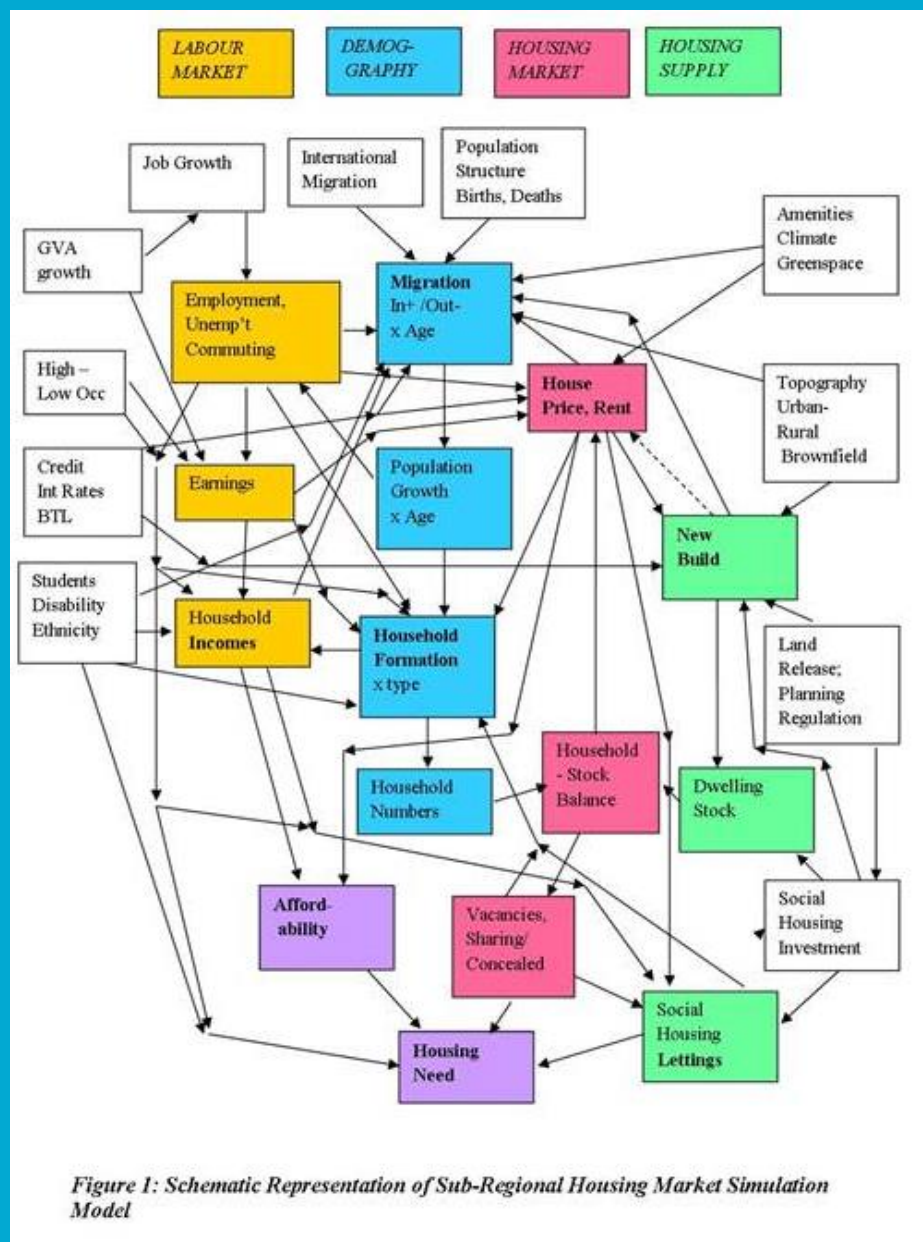 LABOUR
MARKET
DEMOG-
GRAPHY
HOUSING
MARKET
HOUSING
SUPPLY
Job Growth
International
Migration
Population
Structure
Births, Deaths
Amenities
Climate
Greenspace
GVA
growth
Employment,
Unemp't
Commuting
Migration
In+ /Out-
x Age
High –
Low Occ
House
Price, Rent
Topography
Urban-
Rural
Brownfield
Credit
Int Rates
BTL
Earnings
Population
Growth
x Age
New
Build
Students
Disability
Ethnicity
Household
Incomes
Household
Formation
x type
Land
Release;
Planning
Regulation
Household
Numbers
Household
- Stock
Balance
Dwelling
Stock
Afford-
ability
Vacancies,
Sharing/
Concealed
Social
Housing
Investment
Social
Housing
Lettings
Housing
Need
Figure 1: Schematic Representation of Sub-Regional Housing Market Simulation
Model